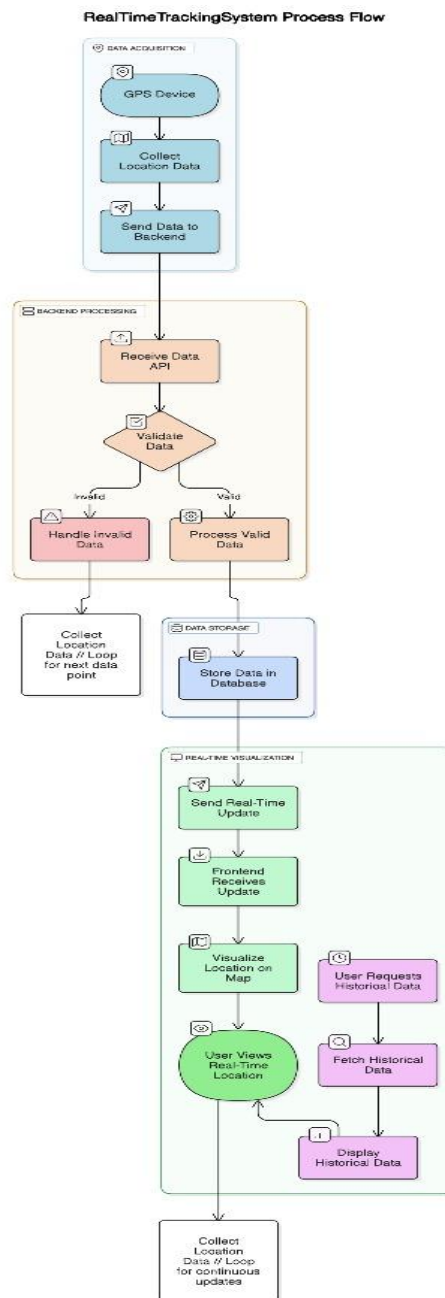 RealTimeTrackingSystem Process Flow
DATA ACQUISITION
GPS Device
Collect
Location Data
Send Data to
Backend
BACKEND PROCESSING
Receive Data
API
Validate
Data
Invalid
Valid
Handle Invalid
Data
Process Valid
Data
Collect
Location
Data // Loop
for next data
point
DATA STORAGE
Store Data in
Database
REAL-TIME VISUALIZATION
Send Real-Time
Update
Frontend
Receives
Update
Visualize
Location on
Map
User Requests
Historical Data
User Views
Real-Time
Location
Fetch Historical
Data
Display
Historical Data
Collect
Location
Data // Loop
for continuous
updates